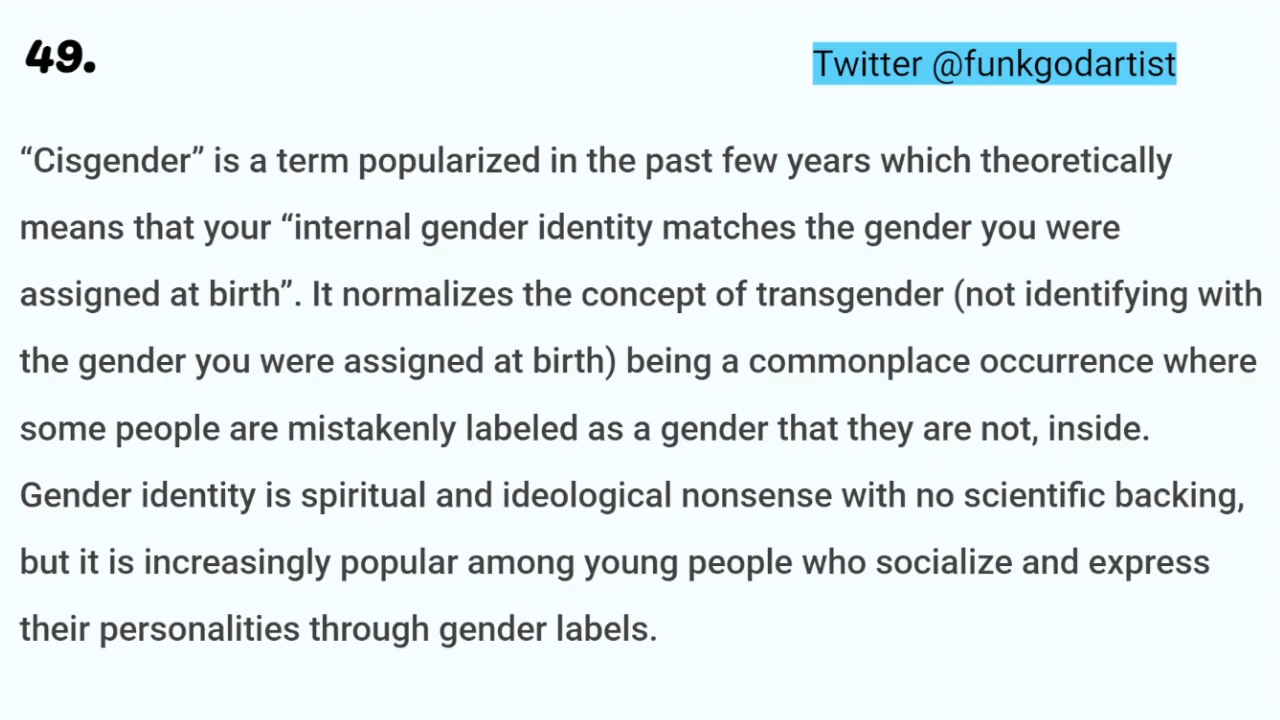 49.
Twitter @funkgodartist
“Cisgender” is a term popularized in the past few years which theoretically
means that your “internal gender identity matches the gender you were
assigned at birth”. It normalizes the concept of transgender (not identifying with
the gender you were assigned at birth) being a commonplace occurrence where
some people are mistakenly labeled as a gender that they are not, inside.
Gender identity is spiritual and ideological nonsense with no scientific backing,
but it is increasingly popular among young people who socialize and express
their personalities through gender labels.